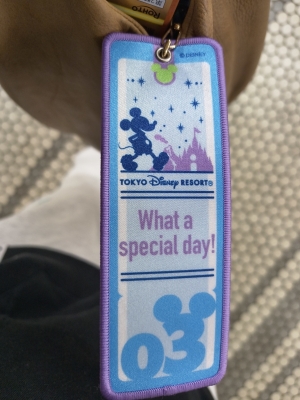 © DISNEY
TOKYO Disney RESORT®
What a
special day!
03